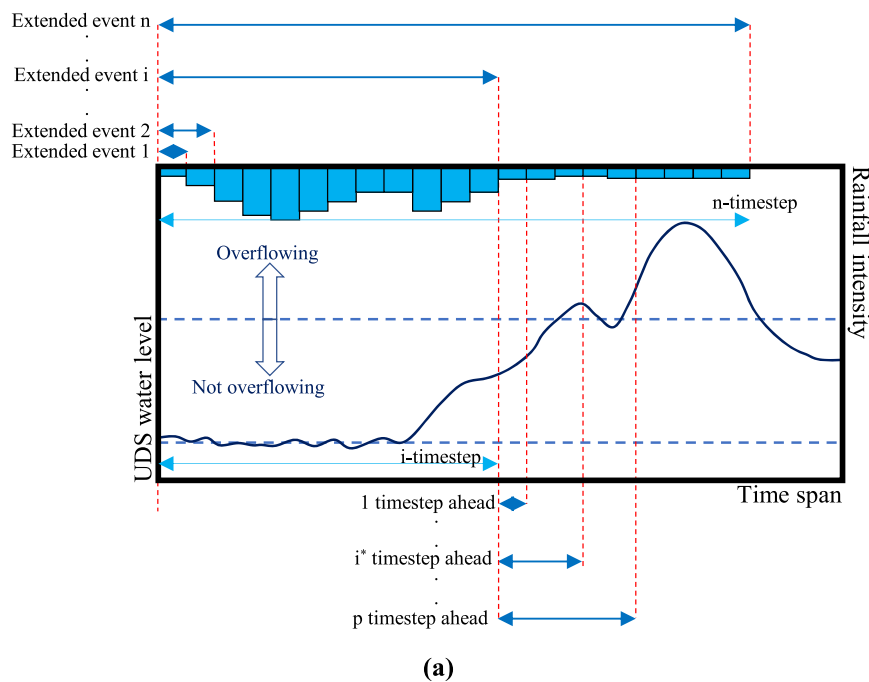 Extended event n
.
.
Extended event i
.
.
Extended event 2
Extended event 1
n-timestep
Rainfall intensity
Overflowing
Not overflowing
UDS water level
i-timestep
Time span
1 timestep ahead
.
.
i* timestep ahead
.
.
p timestep ahead
(a)